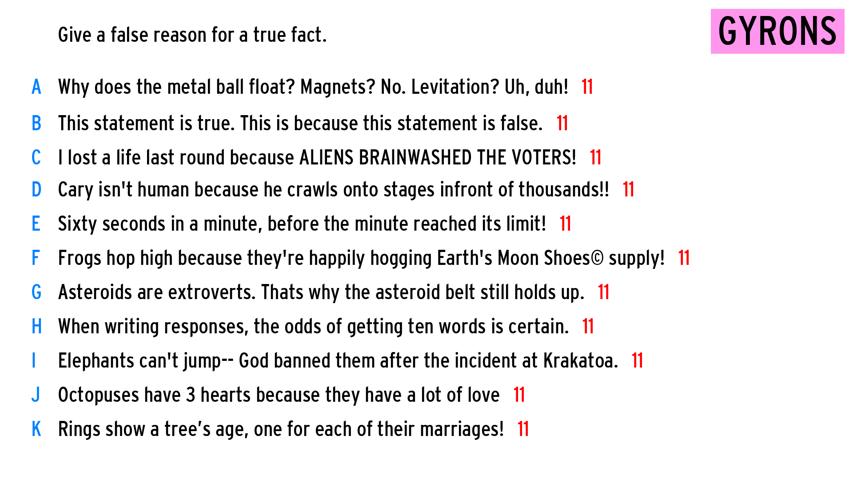 Give a false reason for a true fact.
GYRONS
A Why does the metal ball float? Magnets? No. Levitation? Uh, duh! 11
B This statement is true. This is because this statement is false. 11
C I lost a life last round because ALIENS BRAINWASHED THE VOTERS! 11
D Cary isn't human because he crawls onto stages infront of thousands!! 11
E Sixty seconds in a minute, before the minute reached its limit! 11
F Frogs hop high because they're happily hogging Earth's Moon Shoes© supply! 11
G Asteroids are extroverts. Thats why the asteroid belt still holds up. 11
H When writing responses, the odds of getting ten words is certain. 11
I Elephants can't jump-- God banned them after the incident at Krakatoa. 11
J Octopuses have 3 hearts because they have a lot of love 11
K Rings show a tree’s age, one for each of their marriages! 11